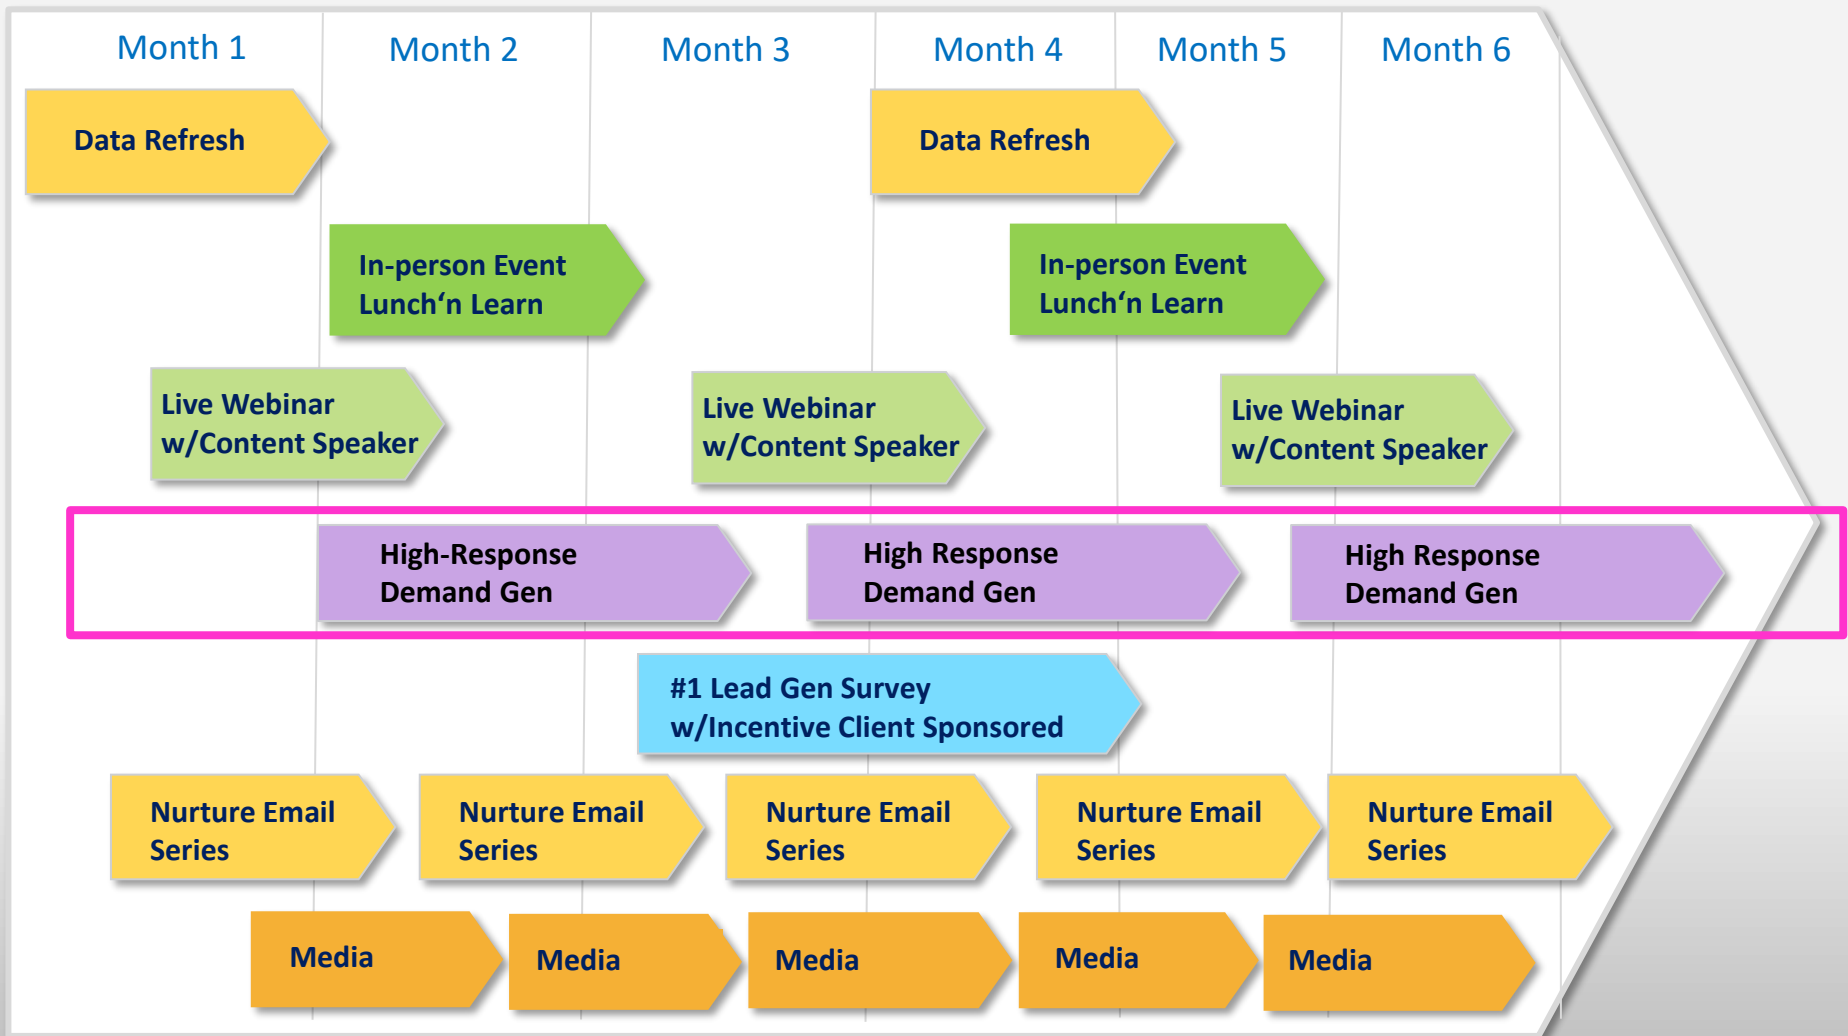 Month 1
Month 2
Month 3
Month 4
Month 5
Month 6
Data Refresh
Data Refresh
In-person Event
Lunch‘n Learn
In-person Event
Lunch‘n Learn
Live Webinar
w/Content Speaker
Live Webinar
w/Content Speaker
Live Webinar
w/Content Speaker
High-Response
Demand Gen
High Response
Demand Gen
High Response
Demand Gen
#1 Lead Gen Survey
w/Incentive Client Sponsored
Nurture Email
Series
Nurture Email
Series
Nurture Email
Series
Nurture Email
Series
Nurture Email
Series
Media
Media
Media
Media
Media